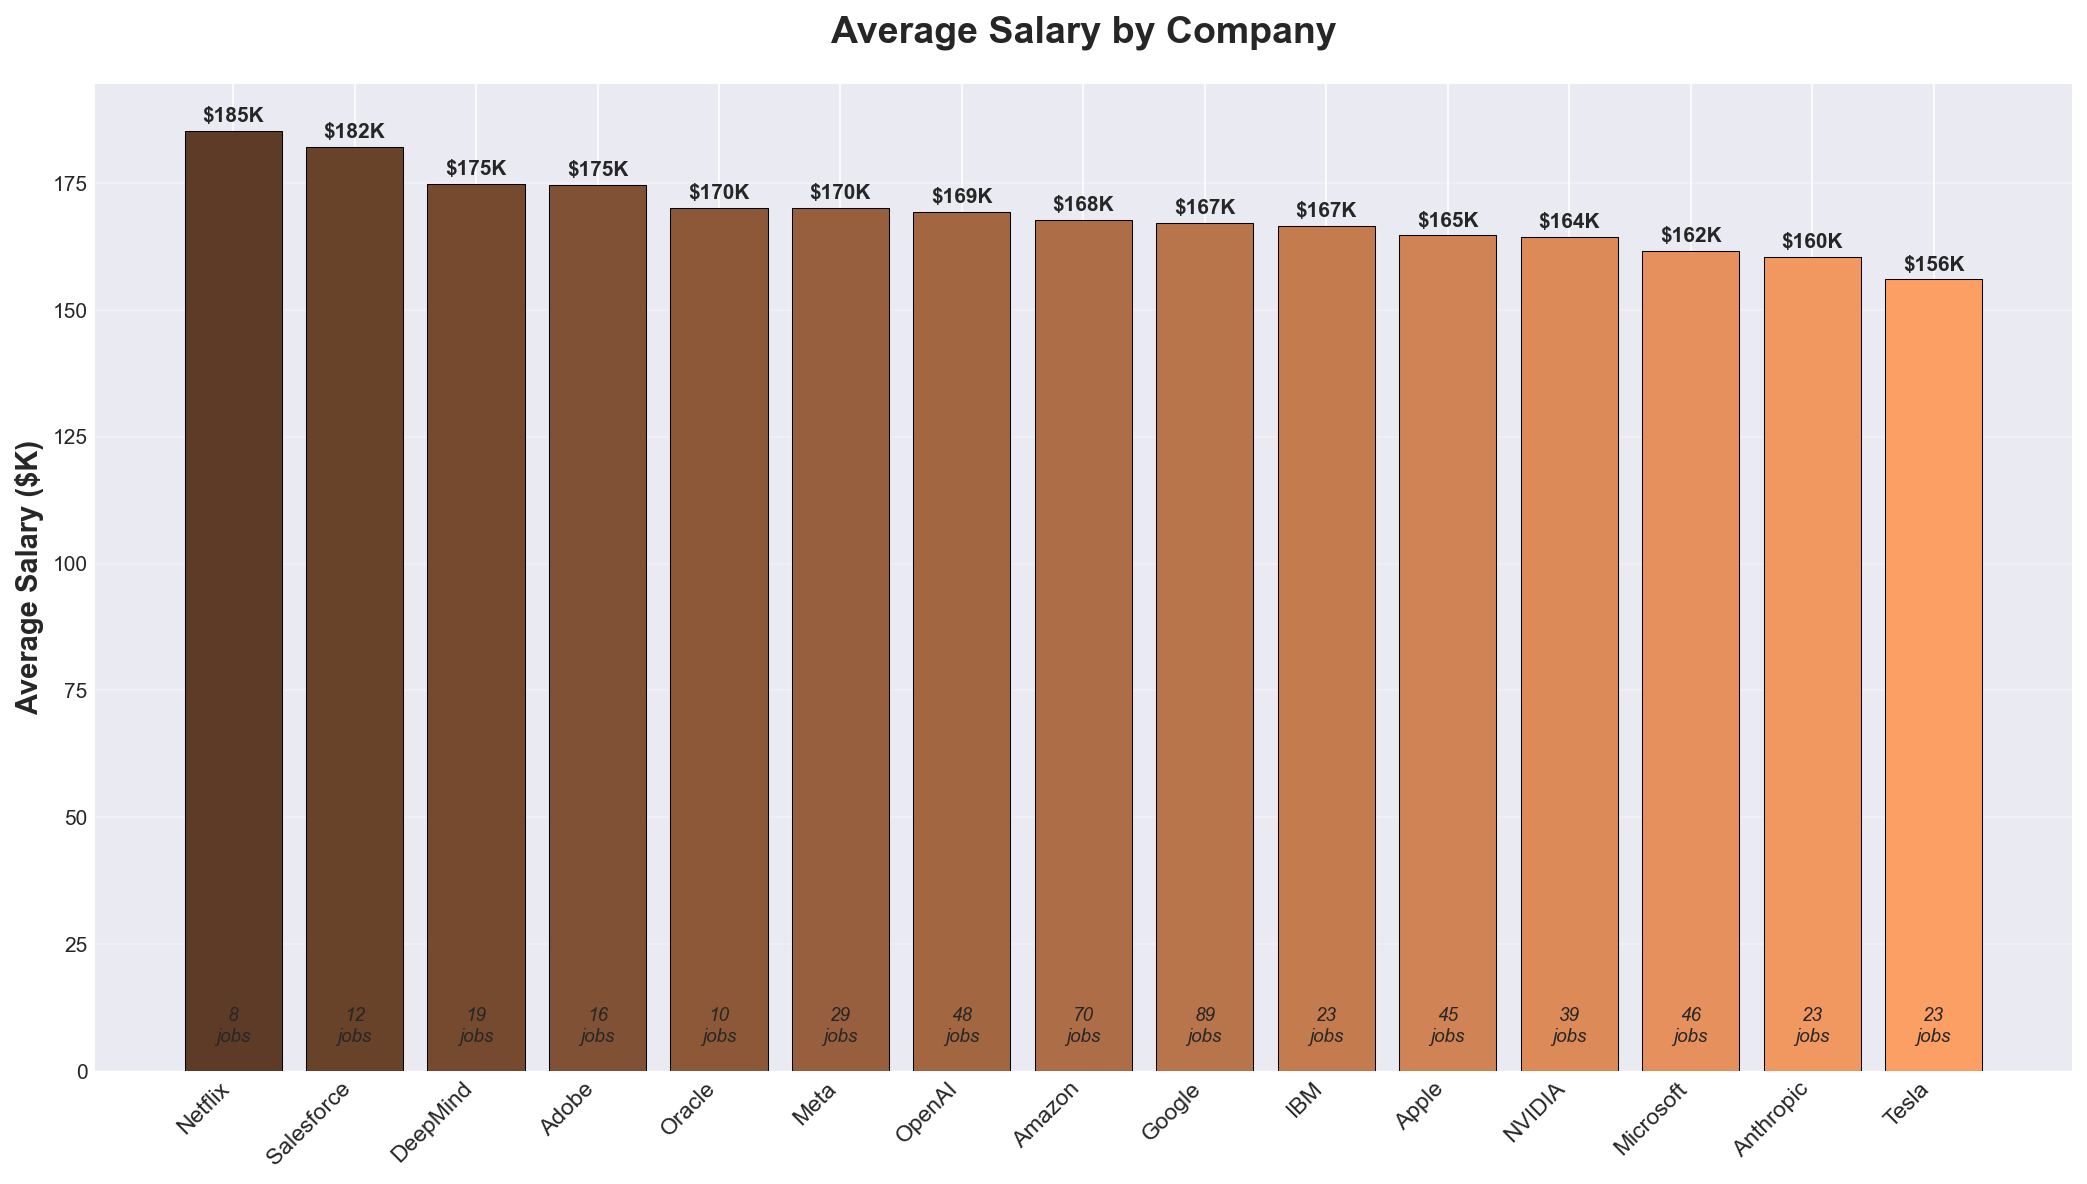 Average Salary by Company
Average Salary ($K)
175
150
125
100
75
50
25
0
$185K
$182K
$175K
$175K
$170K
$170K
$169K
$168K
$167K
$167K
$165K
$164K
$162K
$160K
$156K
8
jobs
12
jobs
19
jobs
16
jobs
10
jobs
29
jobs
48
jobs
70
jobs
89
jobs
23
jobs
45
jobs
39
jobs
46
jobs
23
jobs
23
jobs
Netflix
Salesforce
DeepMind
Adobe
Oracle
Meta
OpenAI
Amazon
Google
IBM
Apple
NVIDIA
Microsoft
Anthropic
Tesla